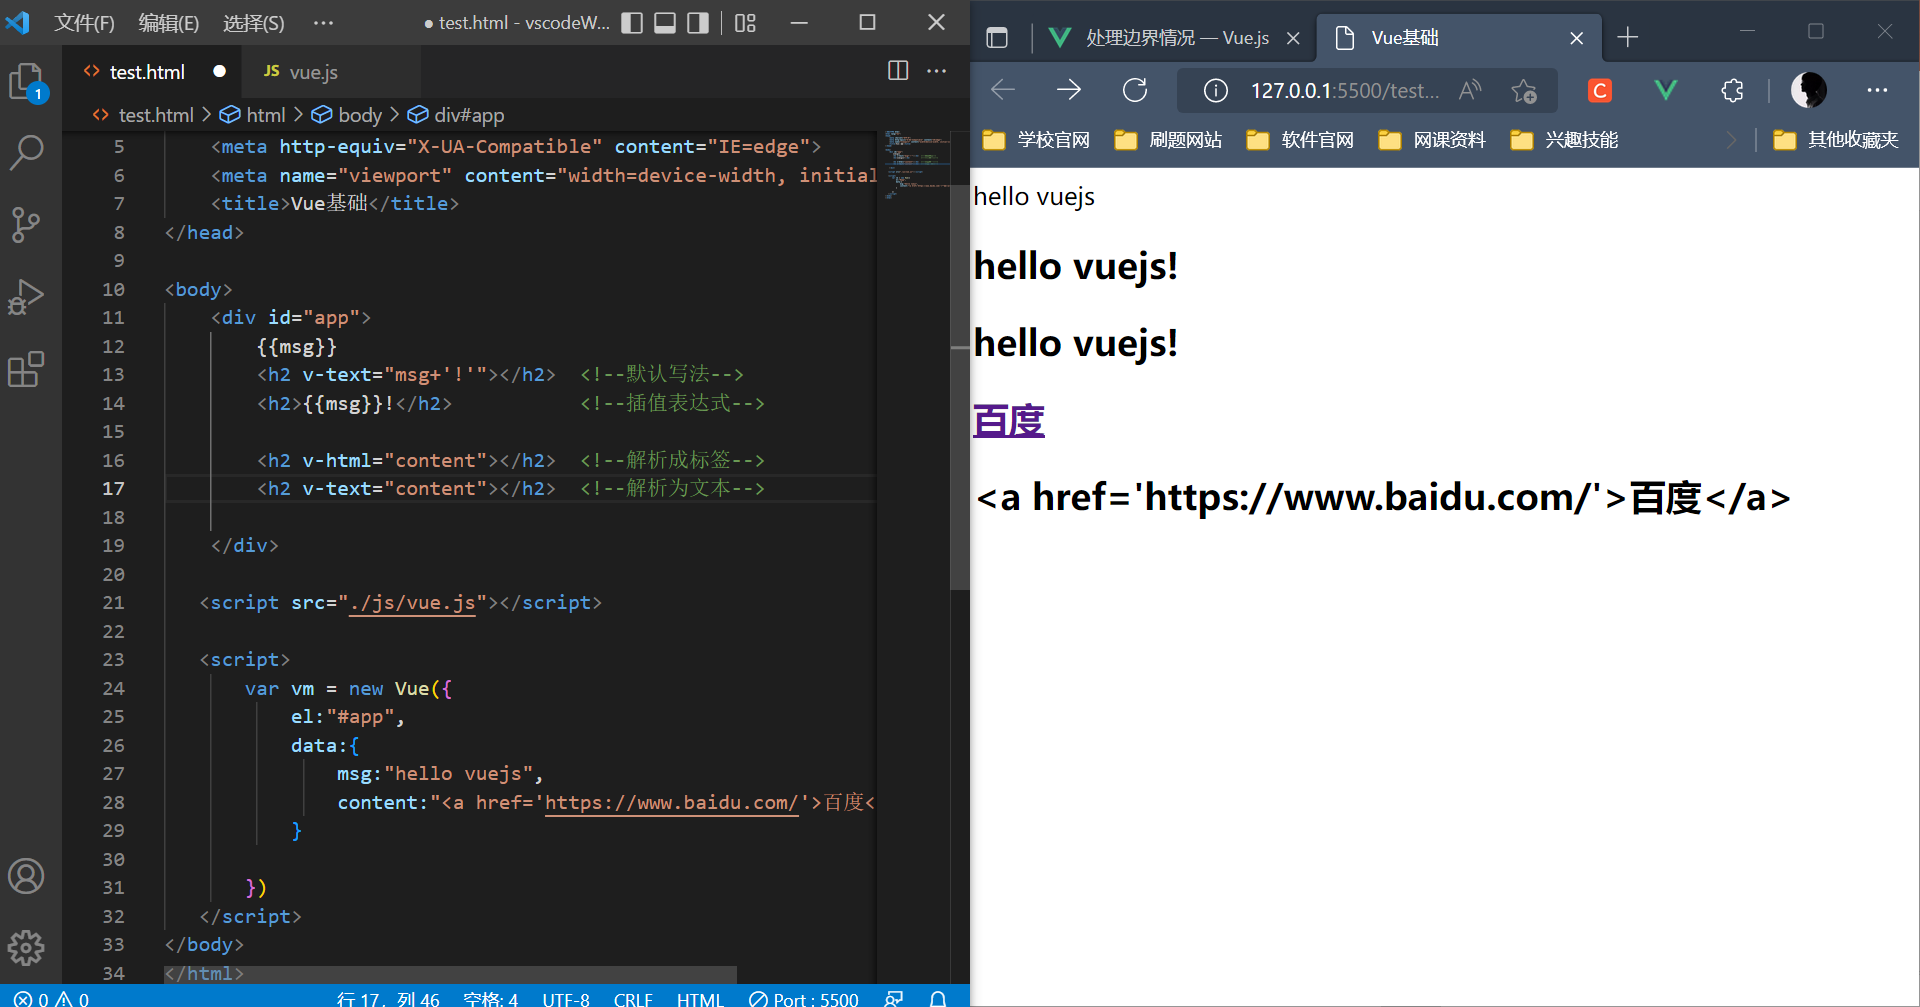 文件(F) 编辑(E) 选择(S) ··· ● test.html - vscodeW...
test.html ● JS vue.js ···
test.html > html > body > div#app
5 <meta http-equiv="X-UA-Compatible" content="IE=edge">
6 <meta name="viewport" content="width=device-width, initial
7 <title>Vue基础</title>
8 </head>
9
10 <body>
11 <div id="app">
12 {{msg}}
13 <h2 v-text="msg+'!'"></h2> <!--默认写法-->
14 <h2>{{msg}}!</h2> <!--插值表达式-->
15
16 <h2 v-html="content"></h2> <!--解析成标签-->
17 <h2 v-text="content"></h2> <!--解析为文本-->
18
19 </div>
20
21 <script src="./js/vue.js"></script>
22
23 <script>
24 var vm = new Vue({
25 el:"#app",
26 data:{
27 msg:"hello vuejs",
28 content:"<a href='https://www.baidu.com/'>百度<
29 }
30
31 })
32 </script>
33 </body>
34 </html>
1
0 0 行 17, 列 46 空格: 4 UTF-8 CRLF HTML Port : 5500
处理边界情况 — Vue.js Vue基础
127.0.0.1:5500/test... C ···
学校官网 刷题网站 软件官网 网课资料 兴趣技能 其他收藏夹
hello vuejs
hello vuejs!
hello vuejs!
百度
<a href='https://www.baidu.com/'>百度</a>